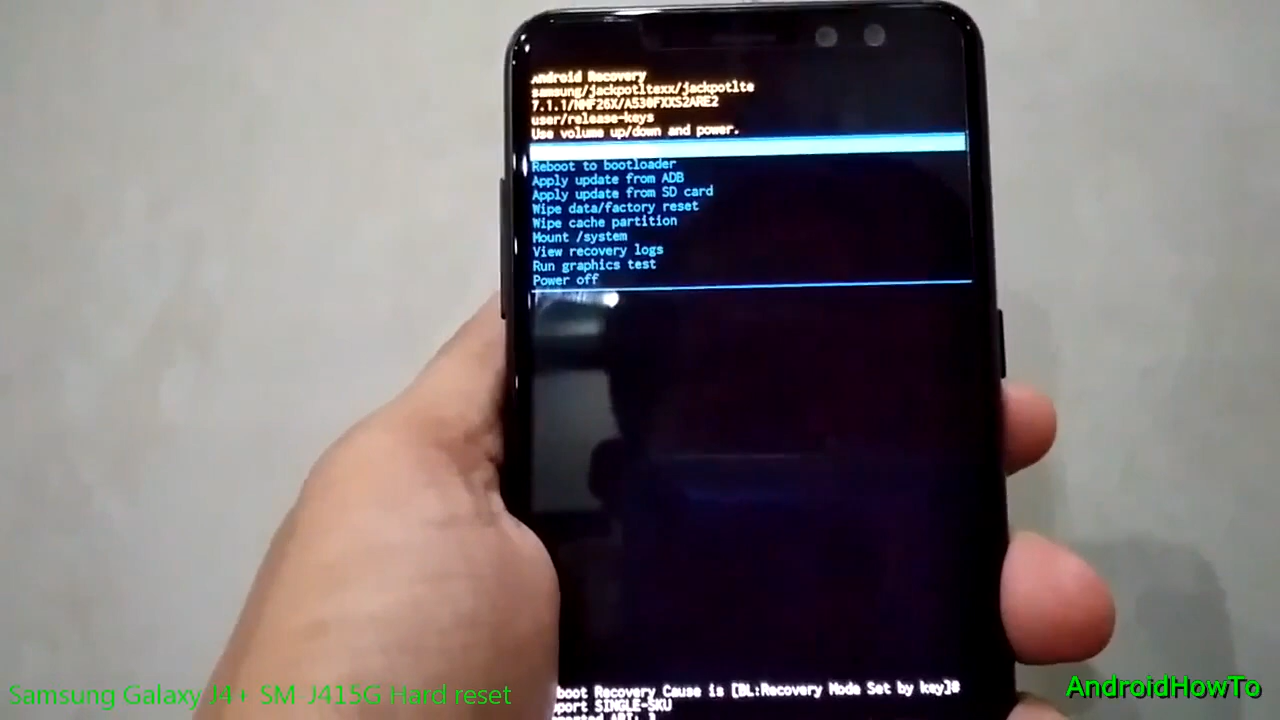 Android Recovery
samsung/jackpotltexx/jackpotlte
7.1.1/NMF26X/A530FXXS2ARE2
user/release-keys
Use volume up/down and power.
Reboot to bootloader
Apply update from ADB
Apply update from SD card
Wipe data/factory reset
Wipe cache partition
Mount /system
View recovery logs
Run graphics test
Power off
boot Recovery Cause is [BL:Recovery Mode Set by key]#
SINGLE-SKU
Samsung Galaxy J4+ SM J415G Hard reset
AndroidHowTo